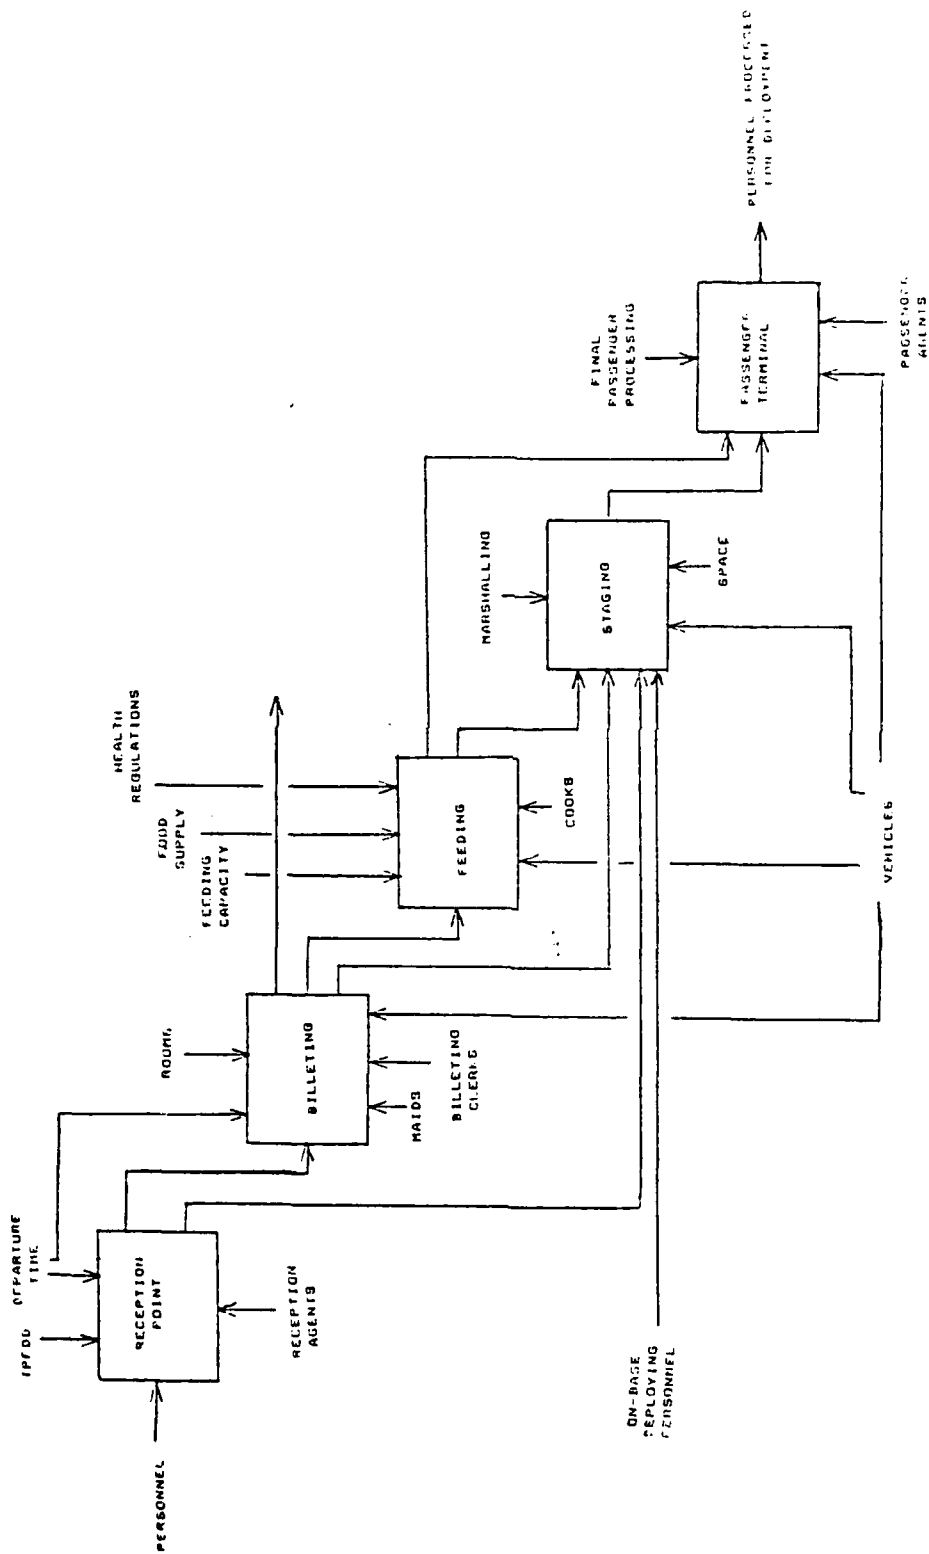 PERSONNEL
TPFDD
DEPARTURE
TIME
RECEPTION
POINT
RECEPTION
AGENTS
ROOMS
BILLETING
MAIDS
BILLETING
CLERKS
FEEDING
CAPACITY
FOOD
SUPPLY
HEALTH
REGULATIONS
FEEDING
COOKS
MARSHALLING
STAGING
SPACE
FINAL
PASSENGER
PROCESSING
PASSENGER
TERMINAL
PASSENGER
AGENTS
PERSONNEL PROCESSED
FOR DEPLOYMENT
ON-BASE
DEPLOYING
PERSONNEL
VEHICLES